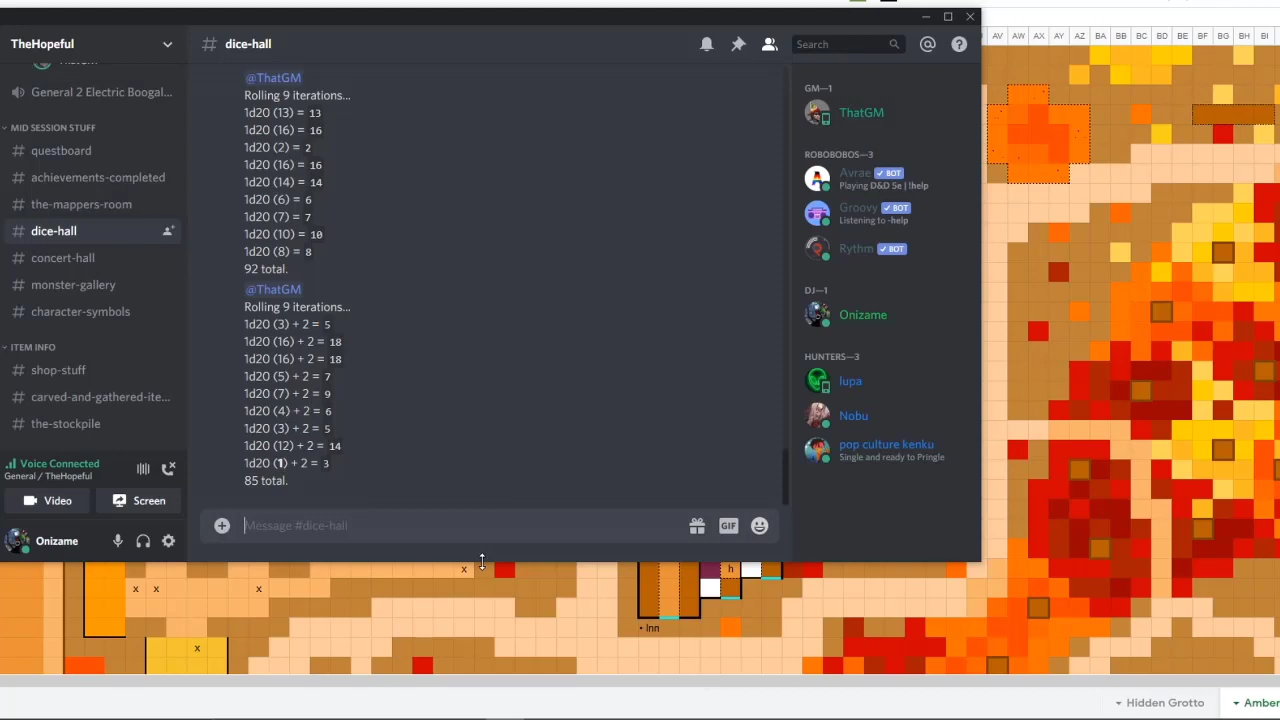 TheHopeful
ThatGM
General 2 Electric Boogal...
MID SESSION STUFF
# questboard
# achievements-completed
# the-mappers-room
# dice-hall
# concert-hall
# monster-gallery
# character-symbols
ITEM INFO
# shop-stuff
# carved-and-gathered-ite...
# the-stockpile
Voice Connected
General / TheHopeful
Video
Screen
Onizame
# dice-hall
Search
@ThatGM
Rolling 9 iterations...
1d20 (13) = 13
1d20 (16) = 16
1d20 (2) = 2
1d20 (16) = 16
1d20 (14) = 14
1d20 (6) = 6
1d20 (7) = 7
1d20 (10) = 10
1d20 (8) = 8
92 total.
@ThatGM
Rolling 9 iterations...
1d20 (3) + 2 = 5
1d20 (16) + 2 = 18
1d20 (16) + 2 = 18
1d20 (5) + 2 = 7
1d20 (7) + 2 = 9
1d20 (4) + 2 = 6
1d20 (3) + 2 = 5
1d20 (12) + 2 = 14
1d20 (1) + 2 = 3
85 total.
Message #dice-hall
GIF
GM—1
ThatGM
ROBOBOBOS—3
Avrae ✓ BOT
Playing D&D 5e | !help
Groovy ✓ BOT
Listening to -help
Rythm ✓ BOT
DJ—1
Onizame
HUNTERS—3
lupa
Nobu
pop culture kenku
Single and ready to Pringle
AV AW AX AY AZ BA BB BC BD BE BF BG BH BI
x
h
x x x
• Inn
x
Hidden Grotto
Amber